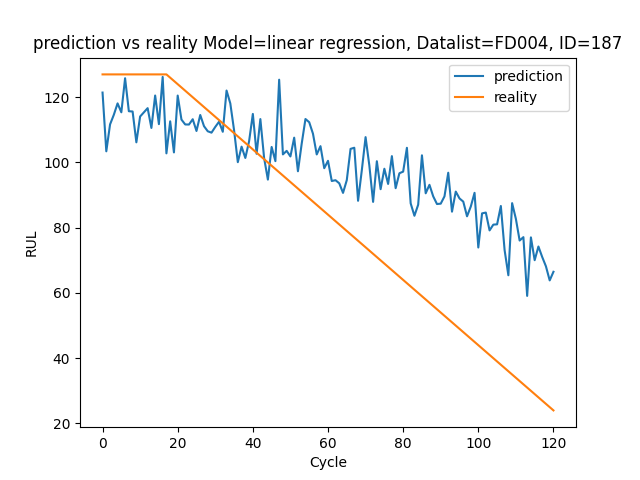 prediction vs reality Model=linear regression, Datalist=FD004, ID=187
prediction
reality
RUL
120
100
80
60
40
20
0
20
40
60
80
100
120
Cycle